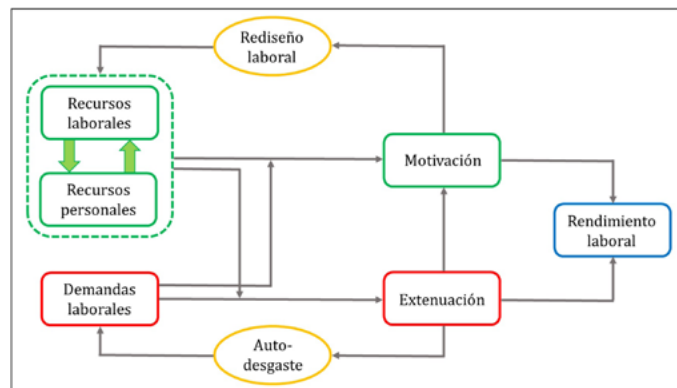 Rediseño
laboral
Recursos
laborales
Motivación
Recursos
personales
Rendimiento
laboral
Demandas
laborales
Extenuación
Auto-
desgaste